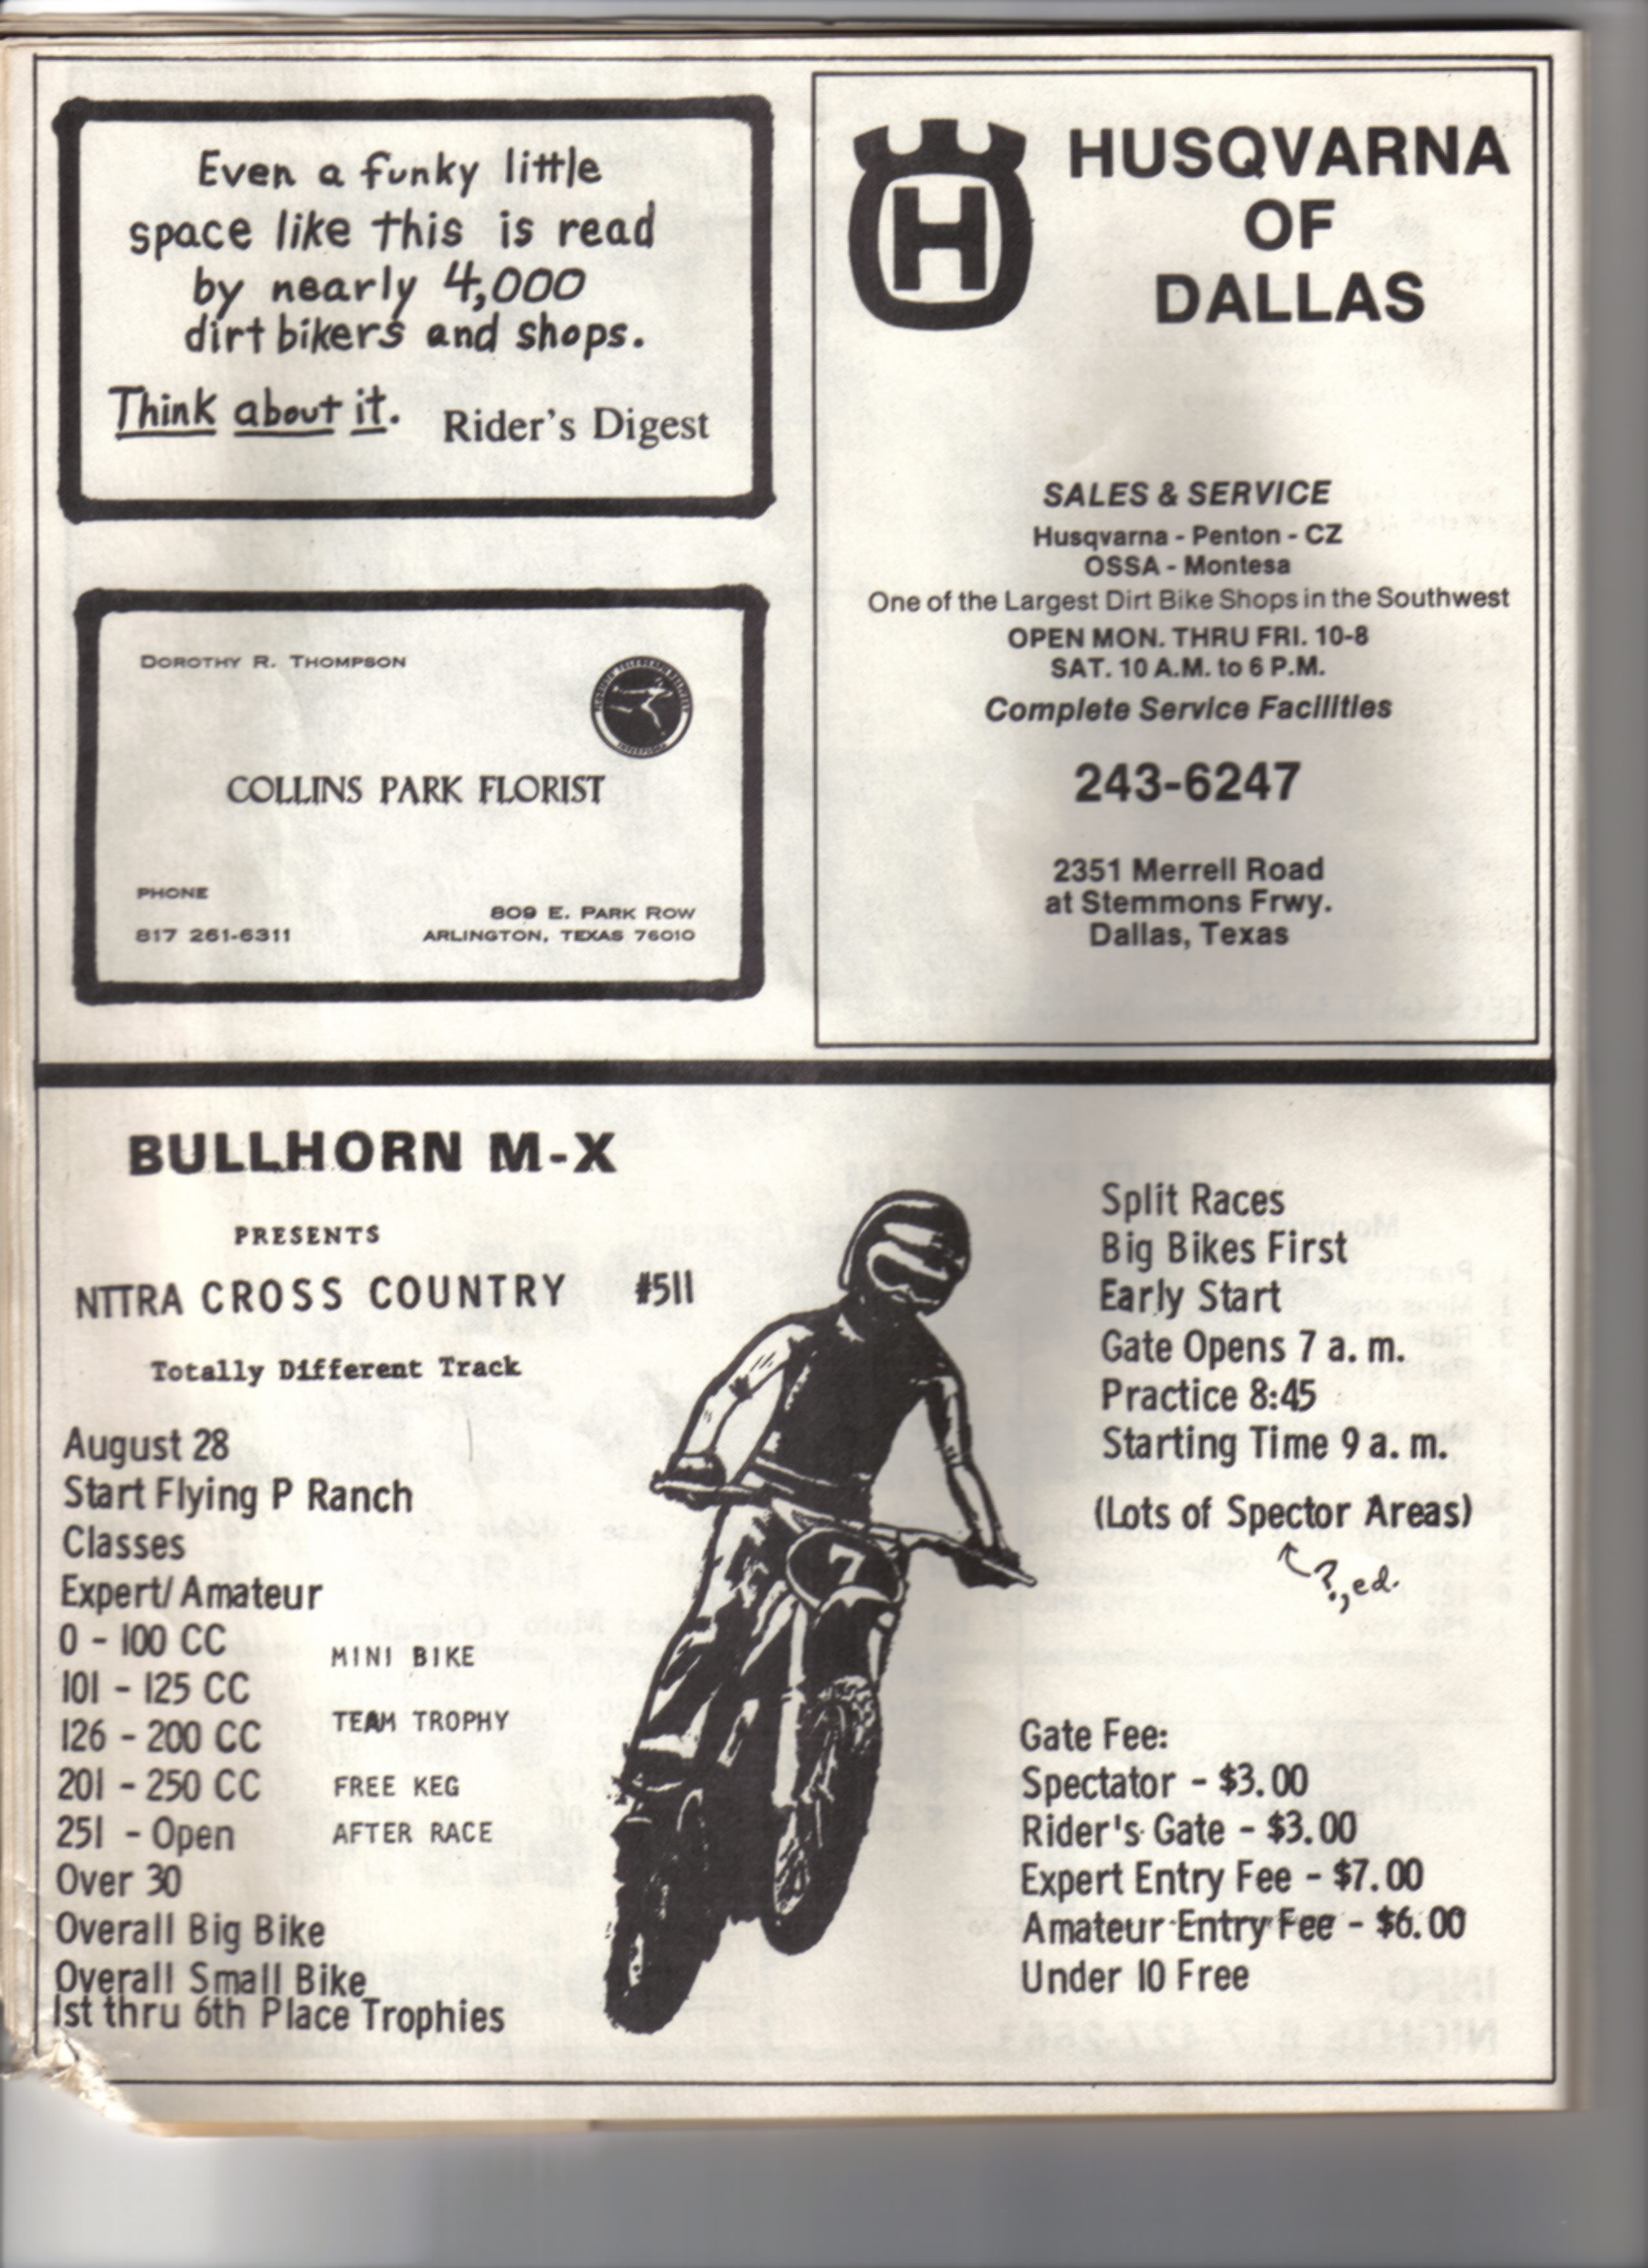 Even a funky little
space like this is read
by nearly 4,000
dirt bikers and shops.
Think about it. Rider's Digest
DOROTHY R. THOMPSON
COLLINS PARK FLORIST
PHONE
817 261-6311
809 E. PARK ROW
ARLINGTON, TEXAS 76010
H
HUSQVARNA
OF
DALLAS
SALES & SERVICE
Husqvarna - Penton - CZ
OSSA - Montesa
One of the Largest Dirt Bike Shops in the Southwest
OPEN MON. THRU FRI. 10-8
SAT. 10 A.M. to 6 P.M.
Complete Service Facilities
243-6247
2351 Merrell Road
at Stemmons Frwy.
Dallas, Texas
BULLHORN M-X
PRESENTS
NTTRA CROSS COUNTRY #511
Totally Different Track
August 28
Start Flying P Ranch
Classes
Expert/Amateur
0 - 100 CC
101 - 125 CC
126 - 200 CC
201 - 250 CC
251 - Open
Over 30
Overall Big Bike
Overall Small Bike
1st thru 6th Place Trophies
MINI BIKE
TEAM TROPHY
FREE KEG
AFTER RACE
7
Split Races
Big Bikes First
Early Start
Gate Opens 7 a. m.
Practice 8:45
Starting Time 9 a. m.
(Lots of Spector Areas)
?, ed.
Gate Fee:
Spectator - $3.00
Rider's Gate - $3.00
Expert Entry Fee - $7.00
Amateur Entry Fee - $6.00
Under 10 Free